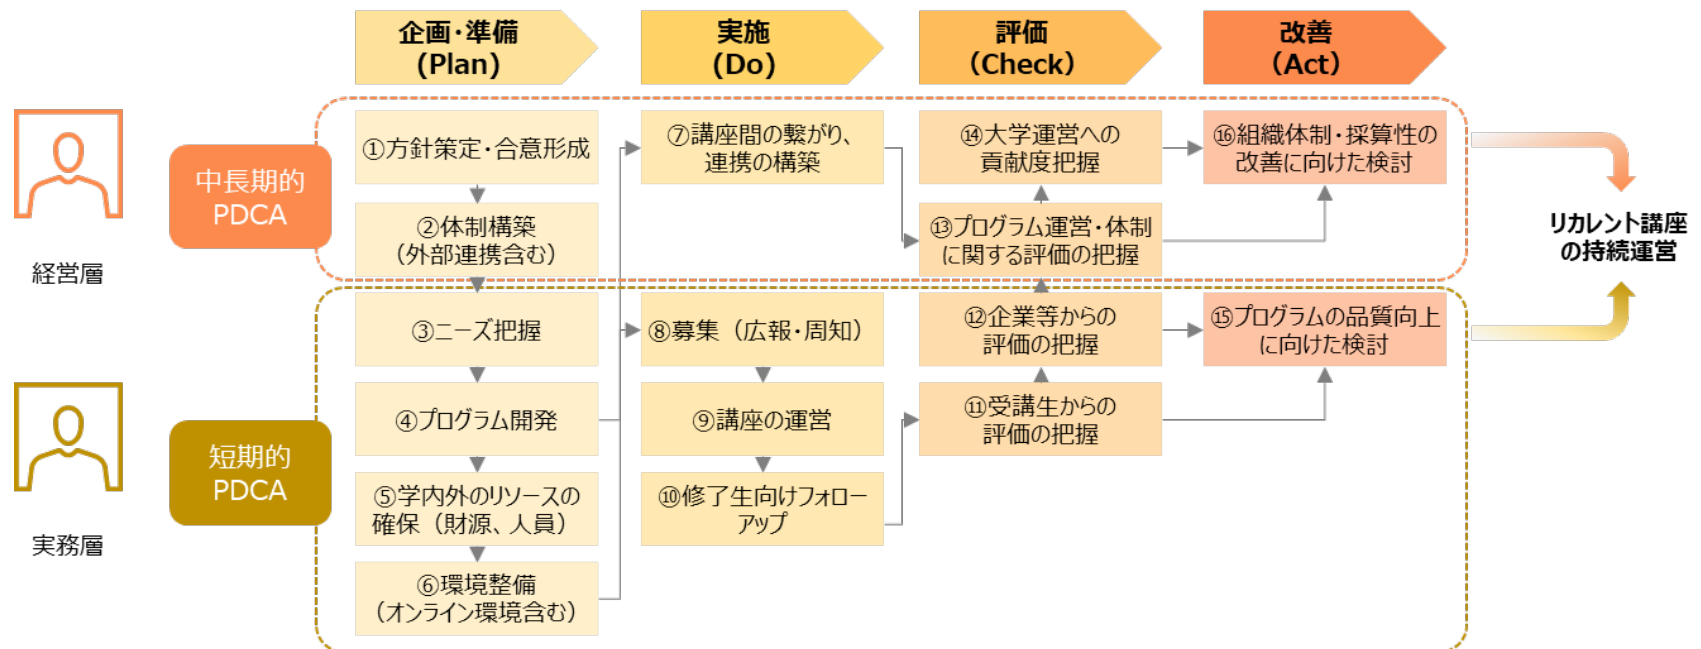 企画・準備
(Plan)
実施
(Do)
評価
(Check)
改善
(Act)
経営層
中長期的
PDCA
①方針策定・合意形成
②体制構築
(外部連携含む)
⑦講座間の繋がり、
連携の構築
⑭大学運営への
貢献度把握
⑬プログラム運営・体制
に関する評価の把握
⑯組織体制・採算性の
改善に向けた検討
リカレント講座
の持続運営
実務層
短期的
PDCA
③ニーズ把握
④プログラム開発
⑤学内外のリソースの
確保(財源、人員)
⑥環境整備
(オンライン環境含む)
⑧募集(広報・周知)
⑨講座の運営
⑩修了生向けフォロー
アップ
⑫企業等からの
評価の把握
⑪受講生からの
評価の把握
⑮プログラムの品質向上
に向けた検討